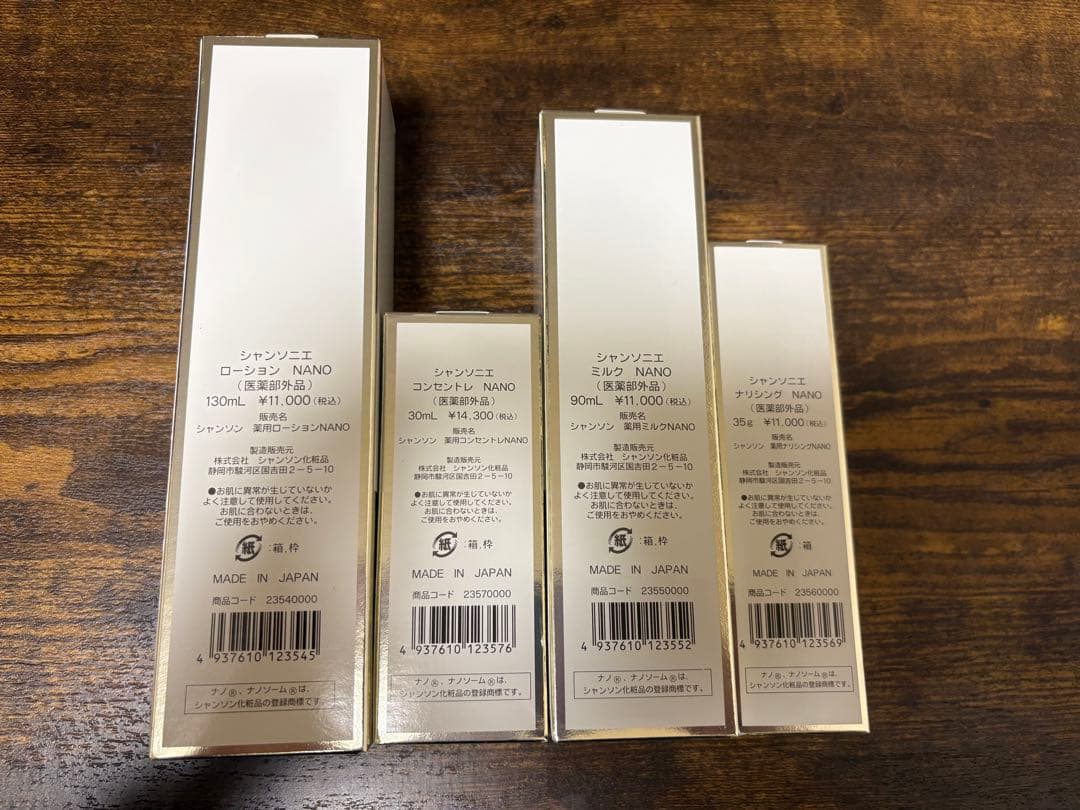 シャンソニエ
ローション NANO
(医薬部外品)
130mL ¥11,000(税込)
販売名
シャンソン 薬用ローションNANO
製造販売元
株式会社 シャンソン化粧品
静岡市駿河区国吉田2-5-10
●お肌に異常が生じていないか
よく注意して使用してください。
お肌に合わないときは、
ご使用をおやめください。
紙 :箱,枠
MADE IN JAPAN
商品コード 23540000
4 937610 123545
ナノ®、ナノソーム®は、
シャンソン化粧品の登録商標です。
シャンソニエ
コンセントレ NANO
(医薬部外品)
30mL ¥14,300(税込)
販売名
シャンソン 薬用コンセントレNANO
製造販売元
株式会社 シャンソン化粧品
静岡市駿河区国吉田2-5-10
●お肌に異常が生じていないか
よく注意して使用してください。
お肌に合わないときは、
ご使用をおやめください。
紙 :箱,枠
MADE IN JAPAN
商品コード 23570000
4 937610 123576
ナノ®、ナノソーム®は、
シャンソン化粧品の登録商標です。
シャンソニエ
ミルク NANO
(医薬部外品)
90mL ¥11,000(税込)
販売名
シャンソン 薬用ミルクNANO
製造販売元
株式会社 シャンソン化粧品
静岡市駿河区国吉田2-5-10
●お肌に異常が生じていないか
よく注意して使用してください。
お肌に合わないときは、
ご使用をおやめください。
紙 :箱,枠
MADE IN JAPAN
商品コード 23550000
4 937610 123552
ナノ®、ナノソーム®は、
シャンソン化粧品の登録商標です。
シャンソニエ
ナリシング NANO
(医薬部外品)
35g ¥11,000(税込)
販売名
シャンソン 薬用ナリシングNANO
製造販売元
株式会社 シャンソン化粧品
静岡市駿河区国吉田2-5-10
●お肌に異常が生じていないか
よく注意して使用してください。
お肌に合わないときは、
ご使用をおやめください。
紙 :箱
MADE IN JAPAN
商品コード 23560000
4 937610 123569
ナノ®、ナノソーム®は、
シャンソン化粧品の登録商標です。